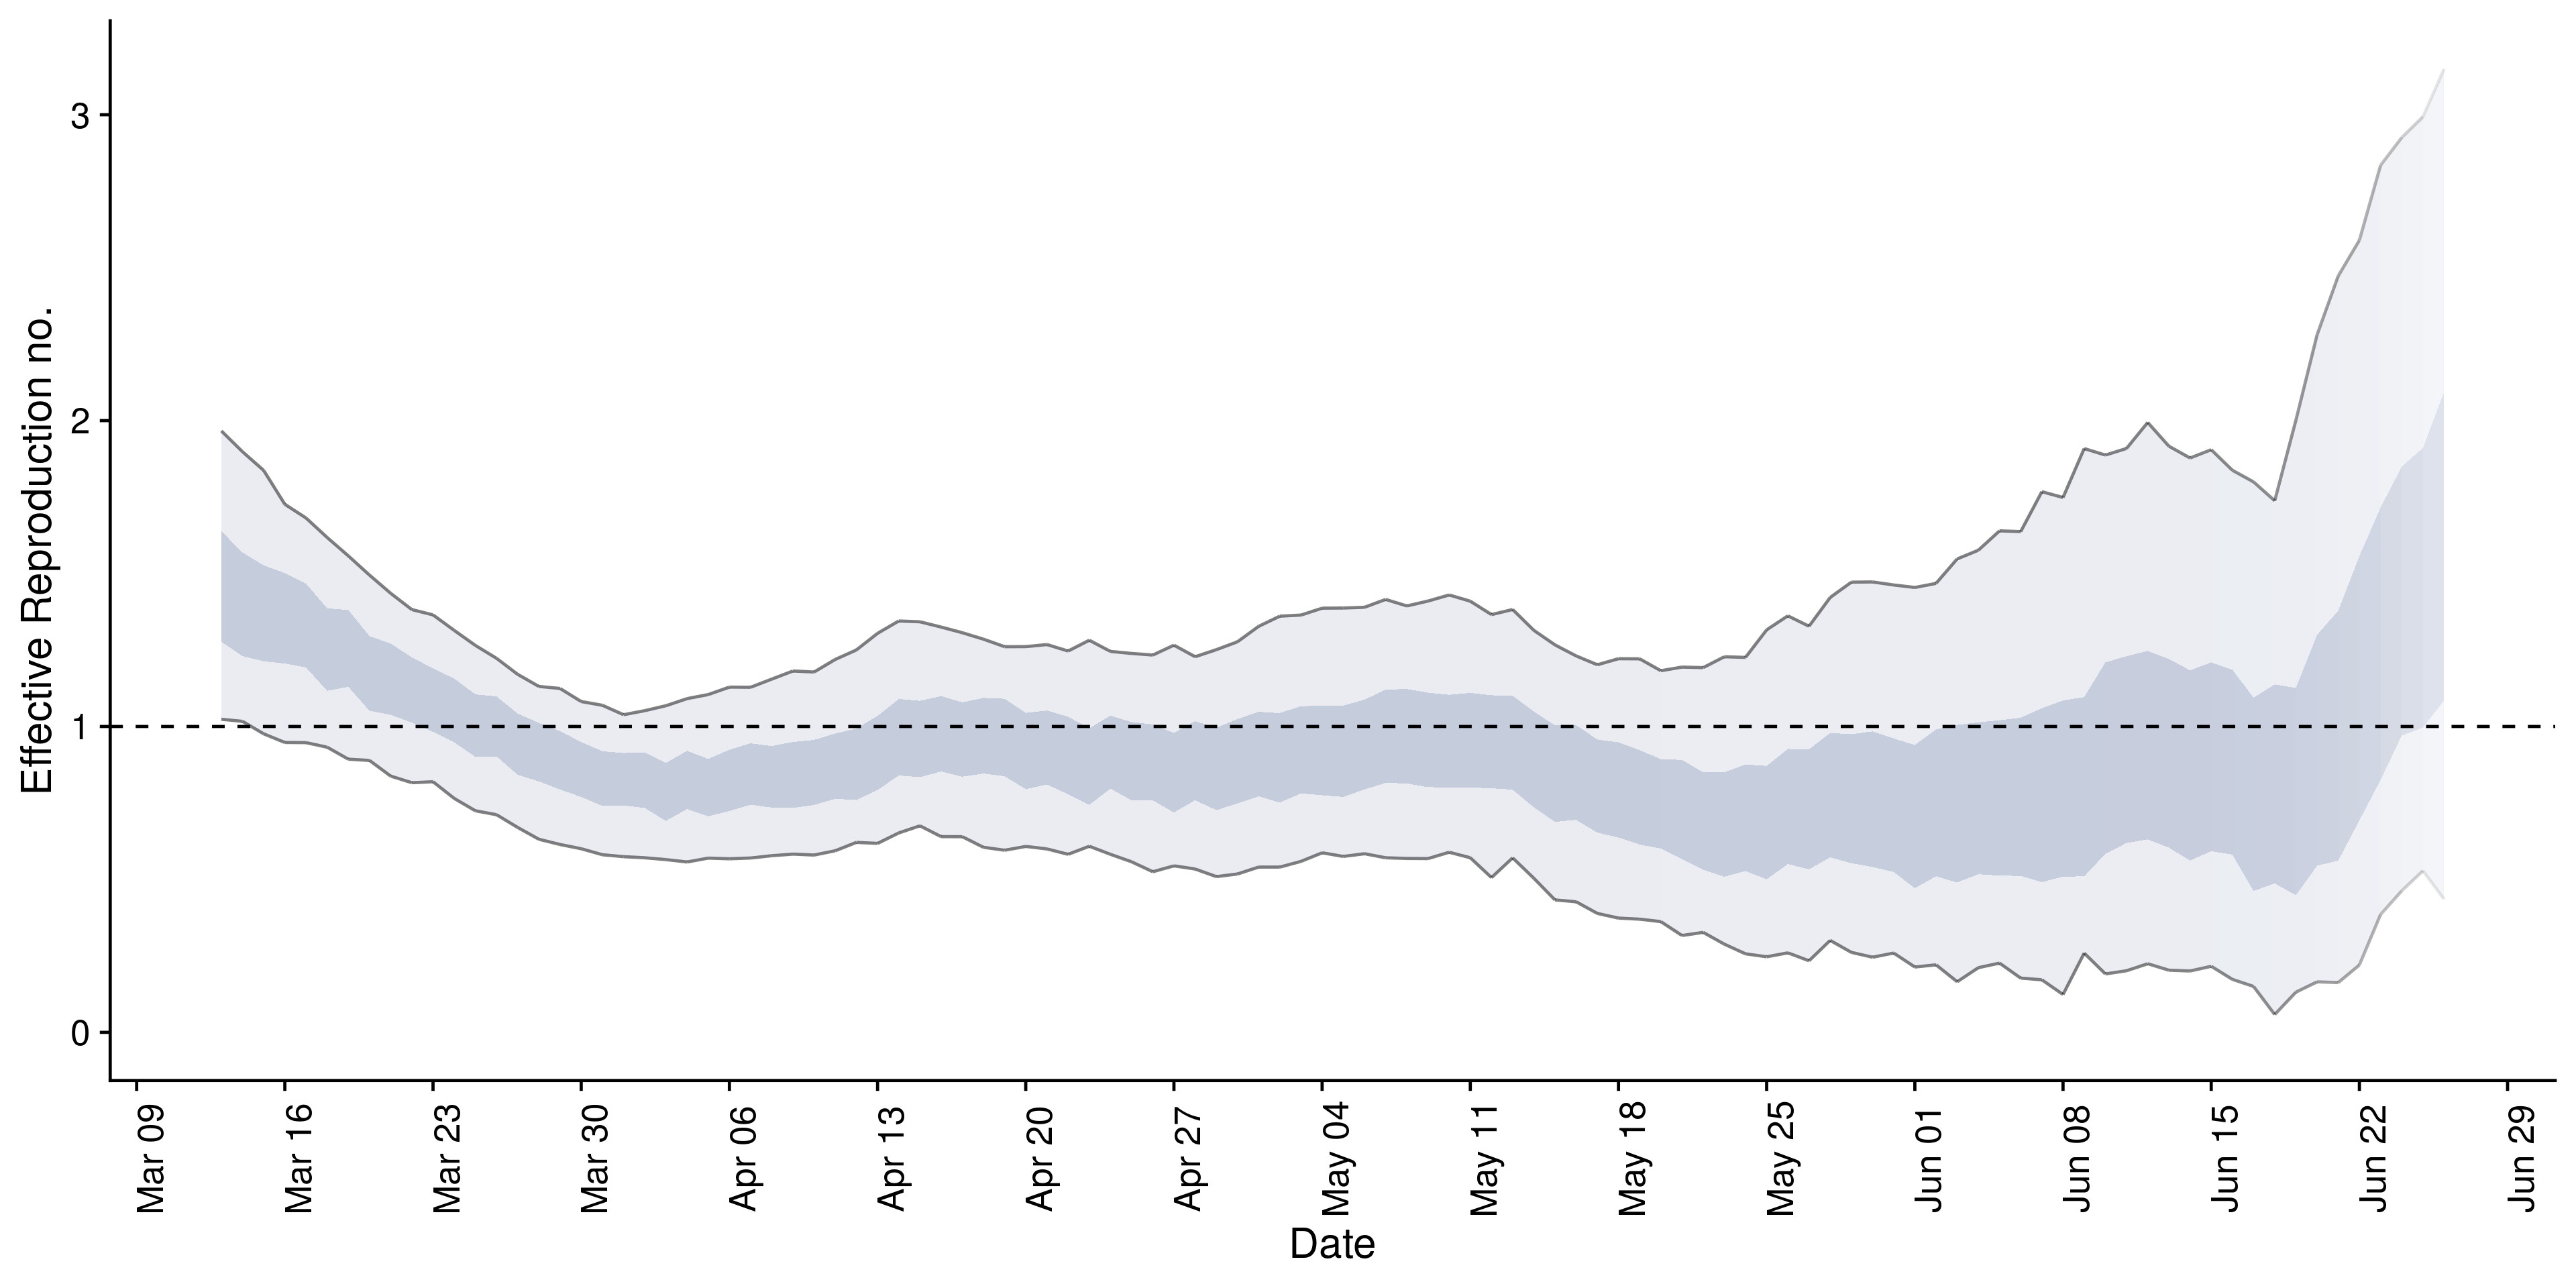 Effective Reproduction no.
3
2
1
0
Mar 09
Mar 16
Mar 23
Mar 30
Apr 06
Apr 13
Apr 20
Apr 27
May 04
May 11
May 18
May 25
Jun 01
Jun 08
Jun 15
Jun 22
Jun 29
Date